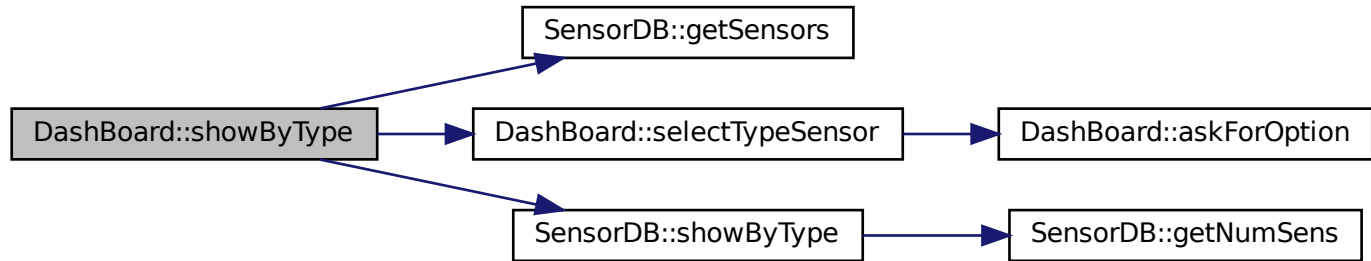 SensorDB::getSensors
DashBoard::showByType
DashBoard::selectTypeSensor
DashBoard::askForOption
SensorDB::showByType
SensorDB::getNumSens